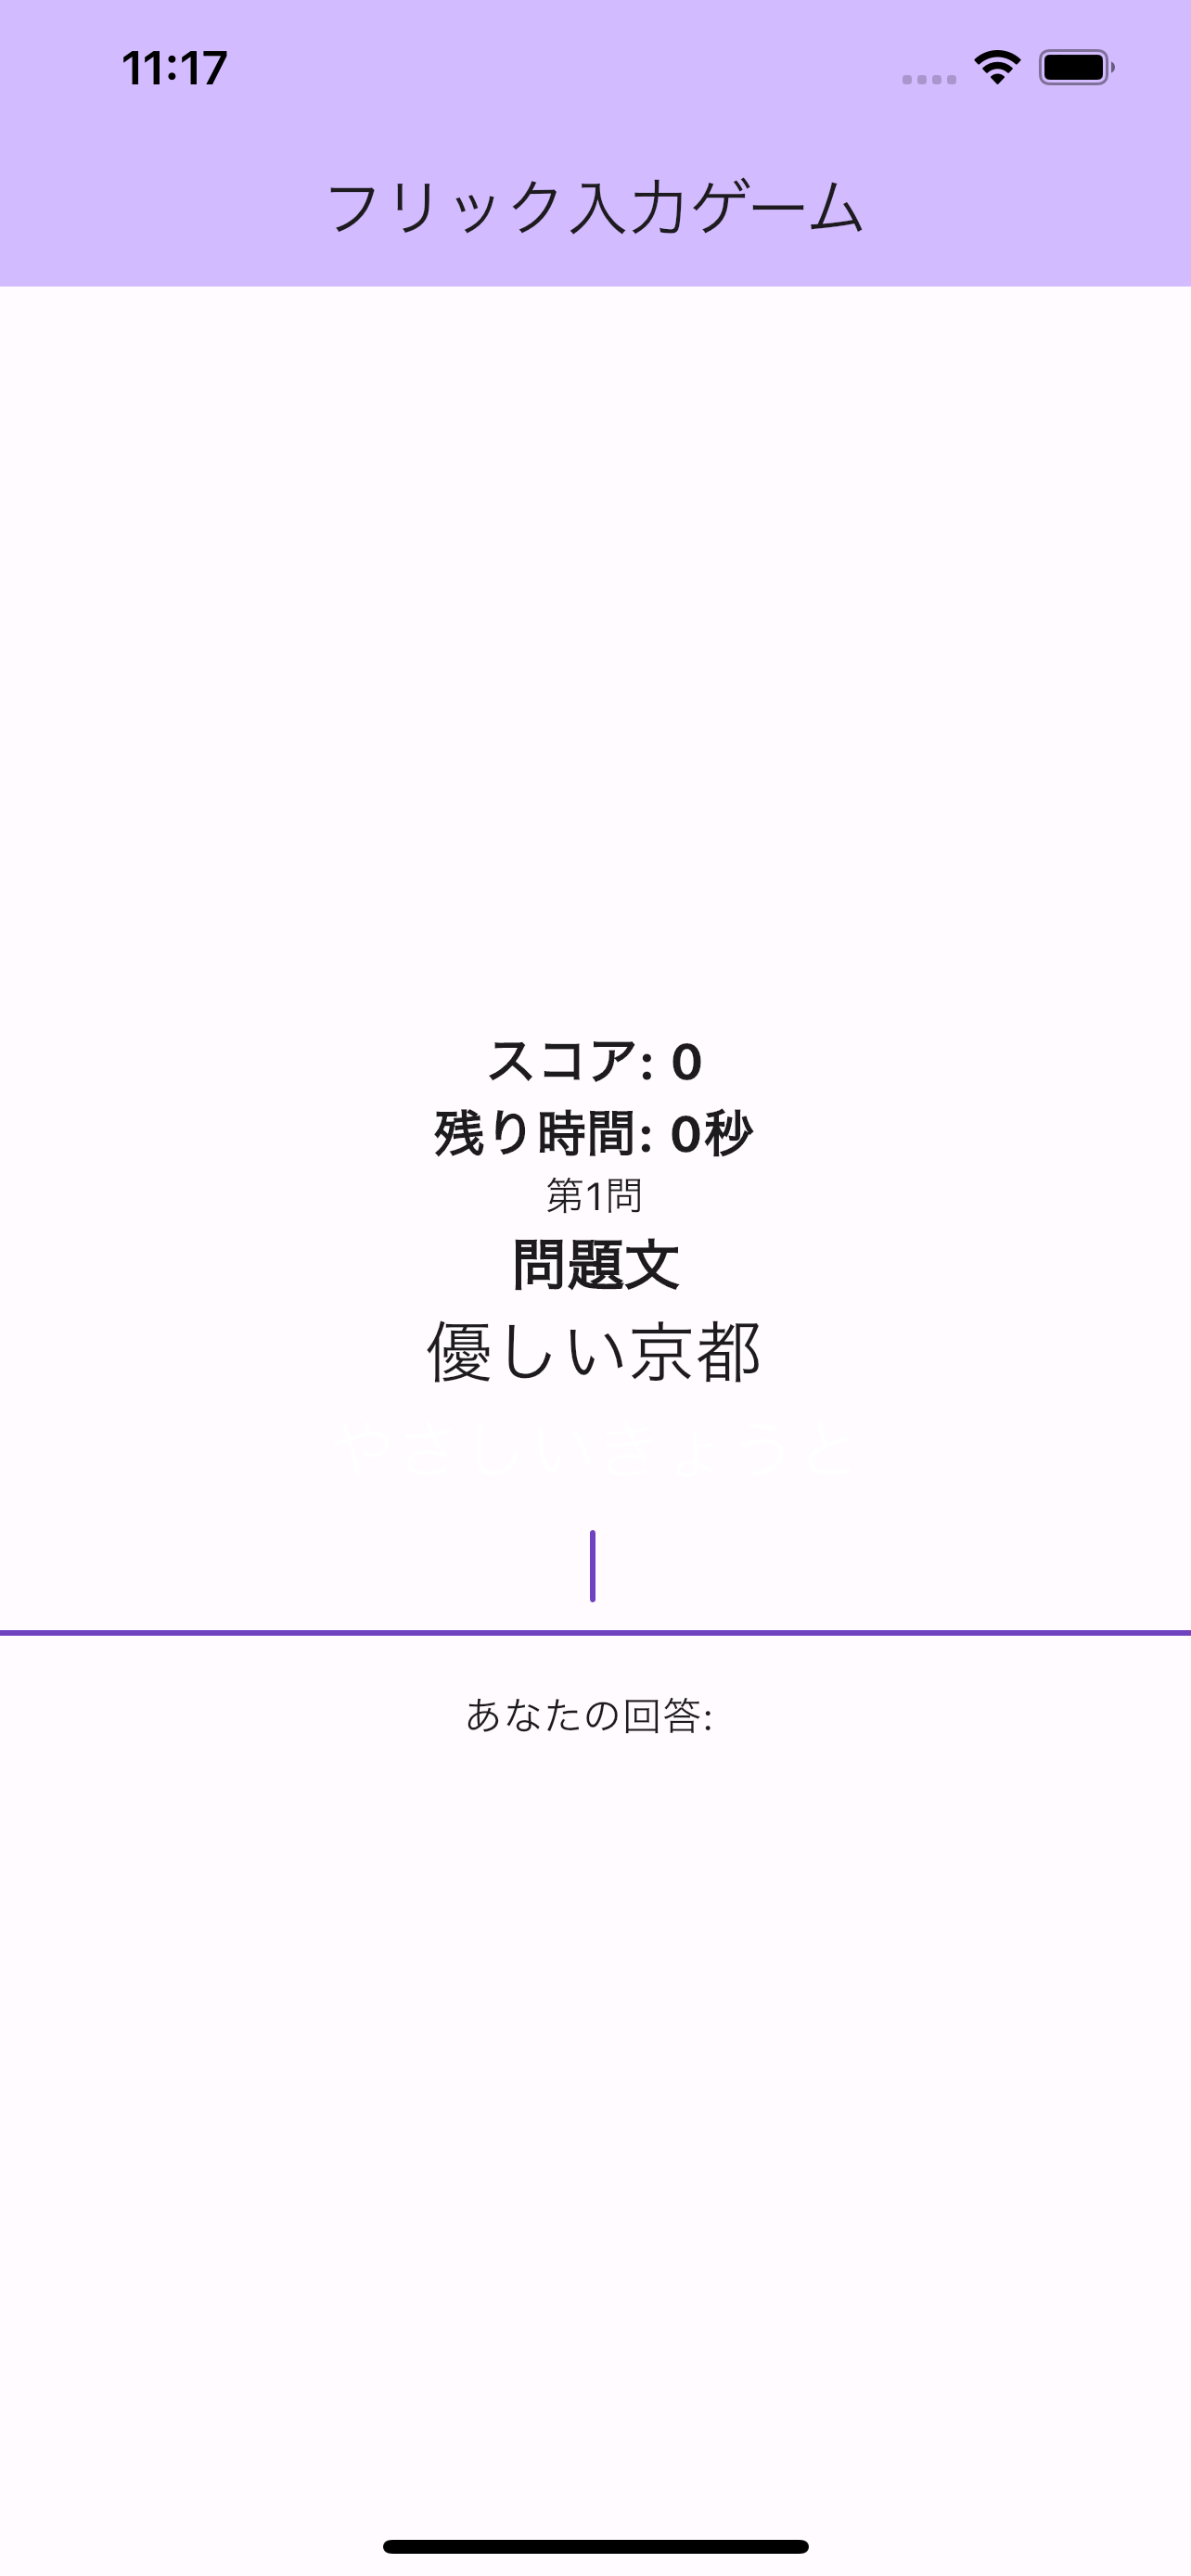 11:17
フリック入力ゲーム
スコア: 0
残り時間: 0秒
第1問
問題文
優しい京都
やさしいきょうと
あなたの回答: